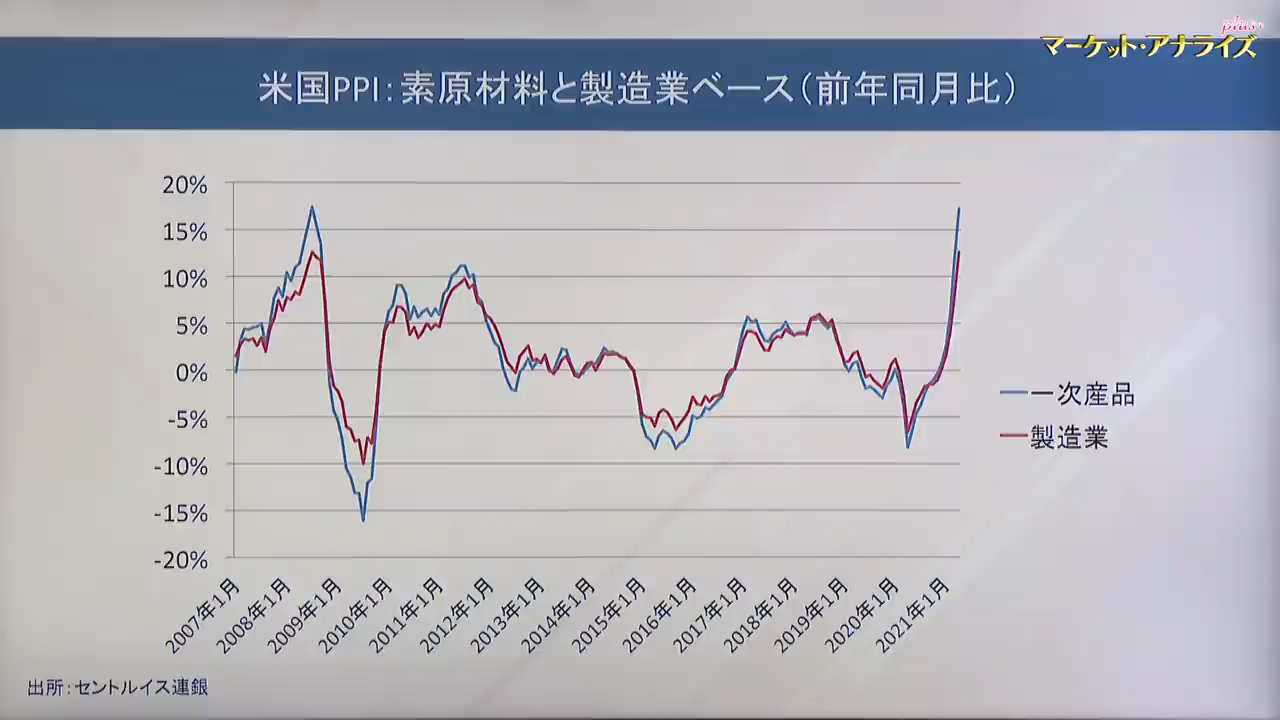 plus+
マーケット・アナライズ
米国PPI：素原材料と製造業ベース（前年同月比）
20%
15%
10%
5%
0%
-5%
-10%
-15%
-20%
2007年1月
2008年1月
2009年1月
2010年1月
2011年1月
2012年1月
2013年1月
2014年1月
2015年1月
2016年1月
2017年1月
2018年1月
2019年1月
2020年1月
2021年1月
一次産品
製造業
出所：セントルイス連銀